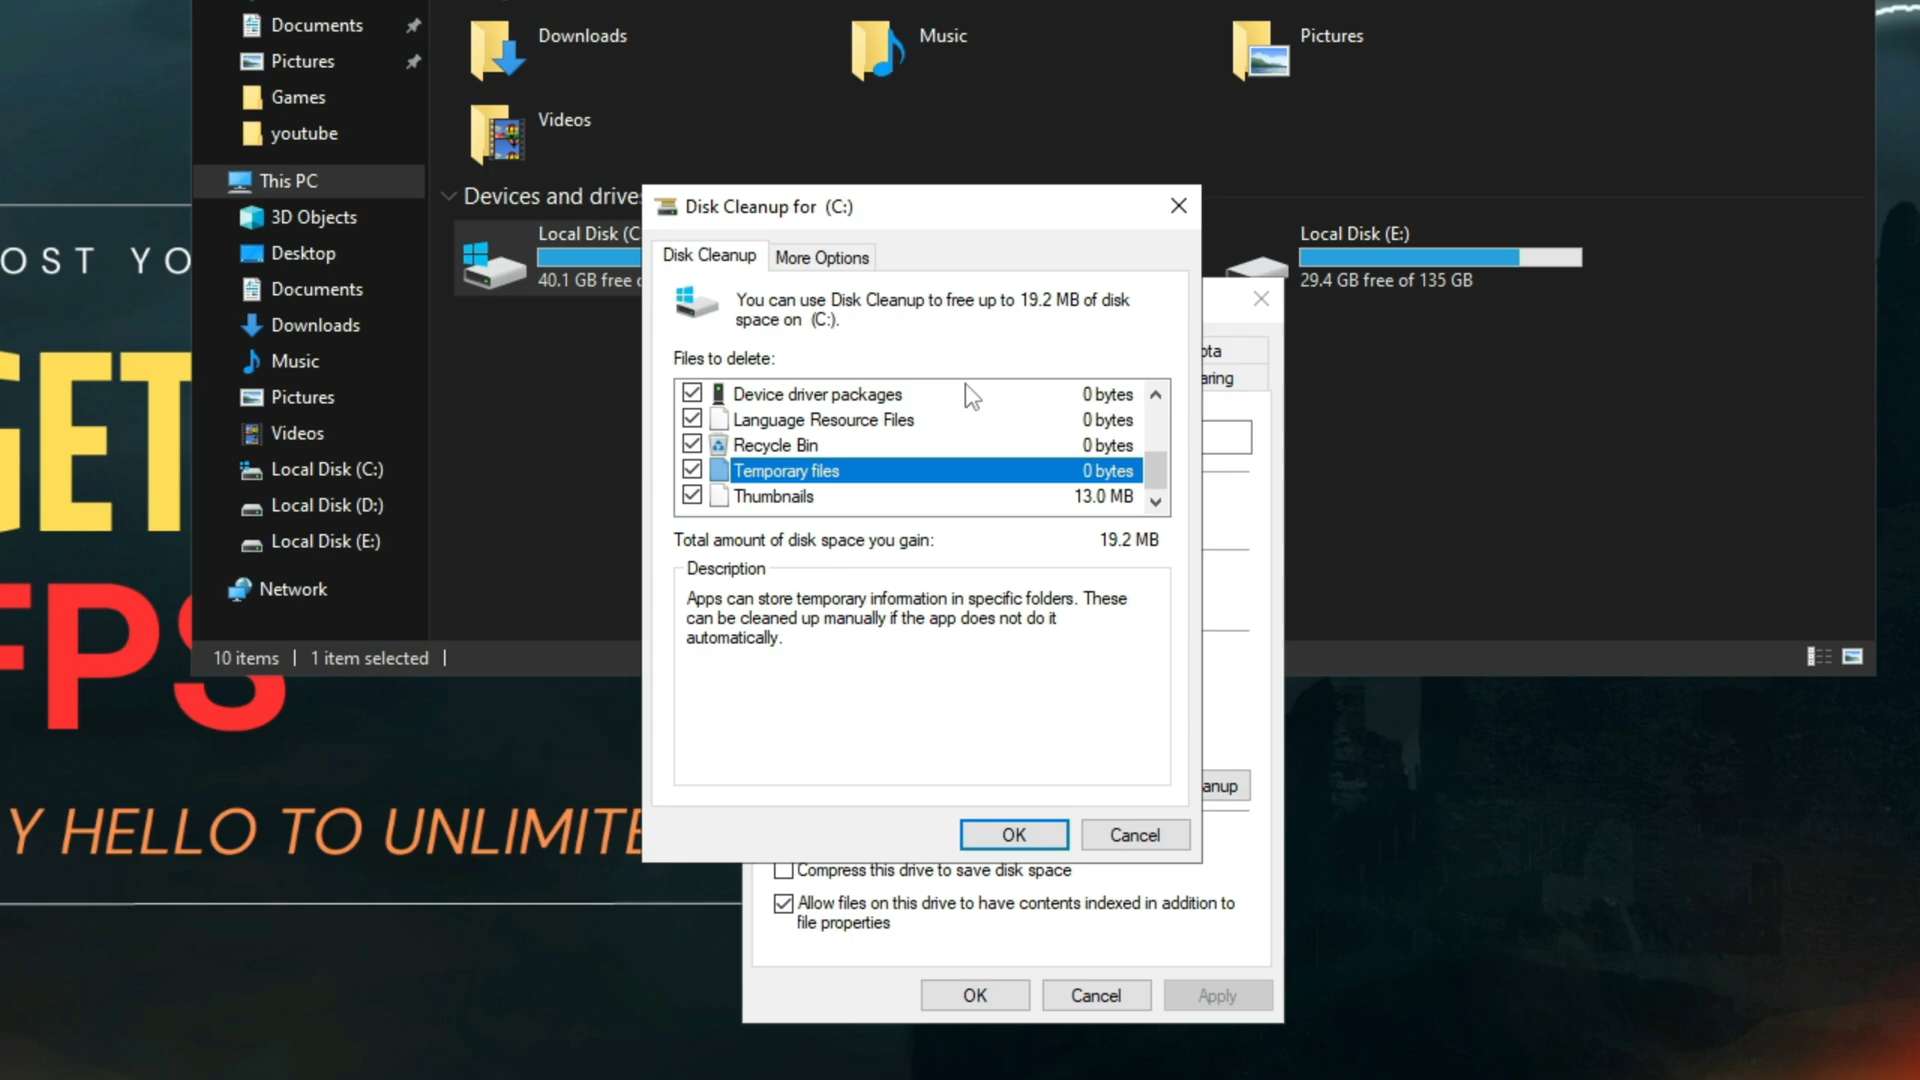 Documents
Pictures
Games
youtube
This PC
3D Objects
Desktop
Documents
Downloads
Music
Pictures
Videos
Local Disk (C:)
Local Disk (D:)
Local Disk (E:)
Network
10 items
1 item selected
Downloads
Music
Pictures
Videos
Devices and drive
Local Disk (C
40.1 GB free
Local Disk (E:)
29.4 GB free of 135 GB
Disk Cleanup for (C:)
Disk Cleanup
More Options
You can use Disk Cleanup to free up to 19.2 MB of disk
space on (C:).
Files to delete:
Device driver packages 0 bytes
Language Resource Files 0 bytes
Recycle Bin 0 bytes
Temporary files 0 bytes
Thumbnails 13.0 MB
Total amount of disk space you gain: 19.2 MB
Description
Apps can store temporary information in specific folders. These
can be cleaned up manually if the app does not do it
automatically.
OK
Cancel
ota
aring
anup
Compress this drive to save disk space
Allow files on this drive to have contents indexed in addition to
file properties
OK
Cancel
Apply
OST YO
GET
FPS
Y HELLO TO UNLIMITE